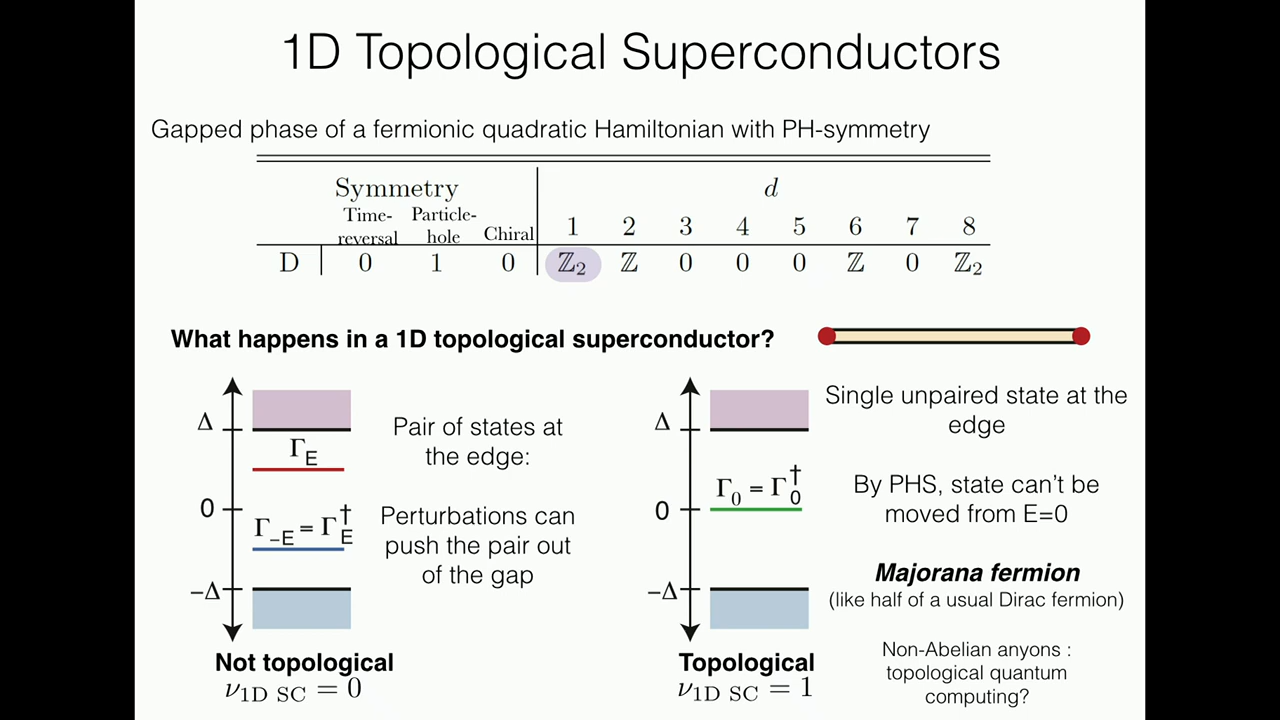 1D Topological Superconductors
Gapped phase of a fermionic quadratic Hamiltonian with PH-symmetry
Symmetry d
Time-reversal Particle-hole Chiral 1 2 3 4 5 6 7 8
D 0 1 0 ℤ₂ ℤ 0 0 0 ℤ 0 ℤ₂
What happens in a 1D topological superconductor?
Δ
Γ_E
0
Γ_−E = Γ_E^†
−Δ
Pair of states at
the edge:
Perturbations can
push the pair out
of the gap
Not topological
ν_1D SC = 0
Δ
Γ₀ = Γ₀^†
0
−Δ
Topological
ν_1D SC = 1
Single unpaired state at the
edge
By PHS, state can't be
moved from E=0
Majorana fermion
(like half of a usual Dirac fermion)
Non-Abelian anyons :
topological quantum
computing?